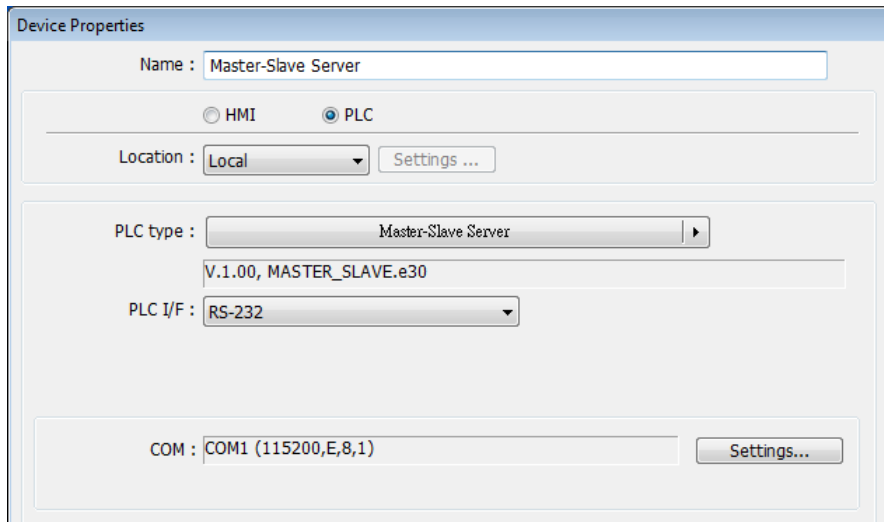 Device Properties
Name : Master-Slave Server
HMI PLC
Location : Local Settings ...
PLC type : Master-Slave Server
V.1.00, MASTER_SLAVE.e30
PLC I/F : RS-232
COM : COM1 (115200,E,8,1) Settings...